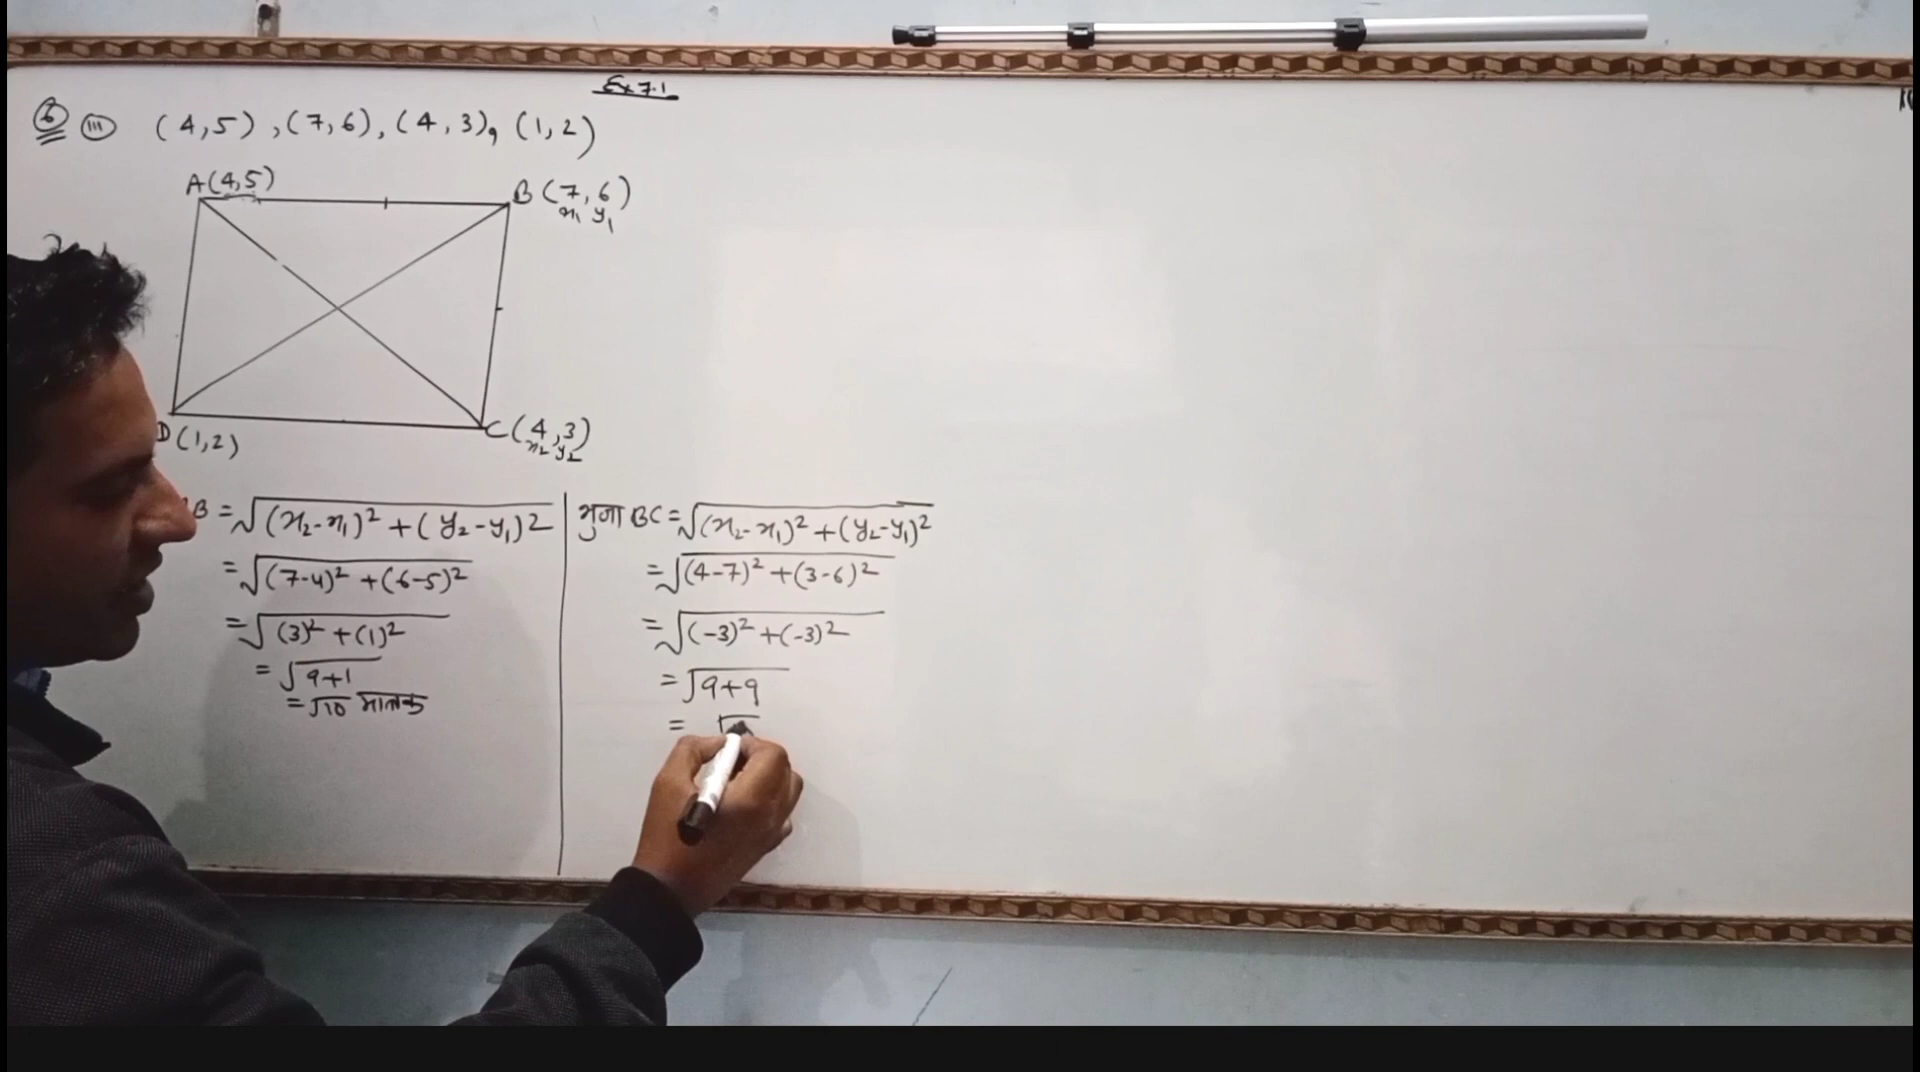 Ex 7.1
6 (iii) (4,5), (7,6), (4,3), (1,2)
A(4,5)
B(7,6)
x₁ y₁
D(1,2)
C(4,3)
x₂ y₂
B = √(x₂-x₁)² + (y₂-y₁)2
= √(7-4)² + (6-5)²
= √(3)² + (1)²
= √9+1
= √10 मात्रक
भुजा BC = √(x₂-x₁)² + (y₂-y₁)²
= √(4-7)² + (3-6)²
= √(-3)² + (-3)²
= √9+9
= √